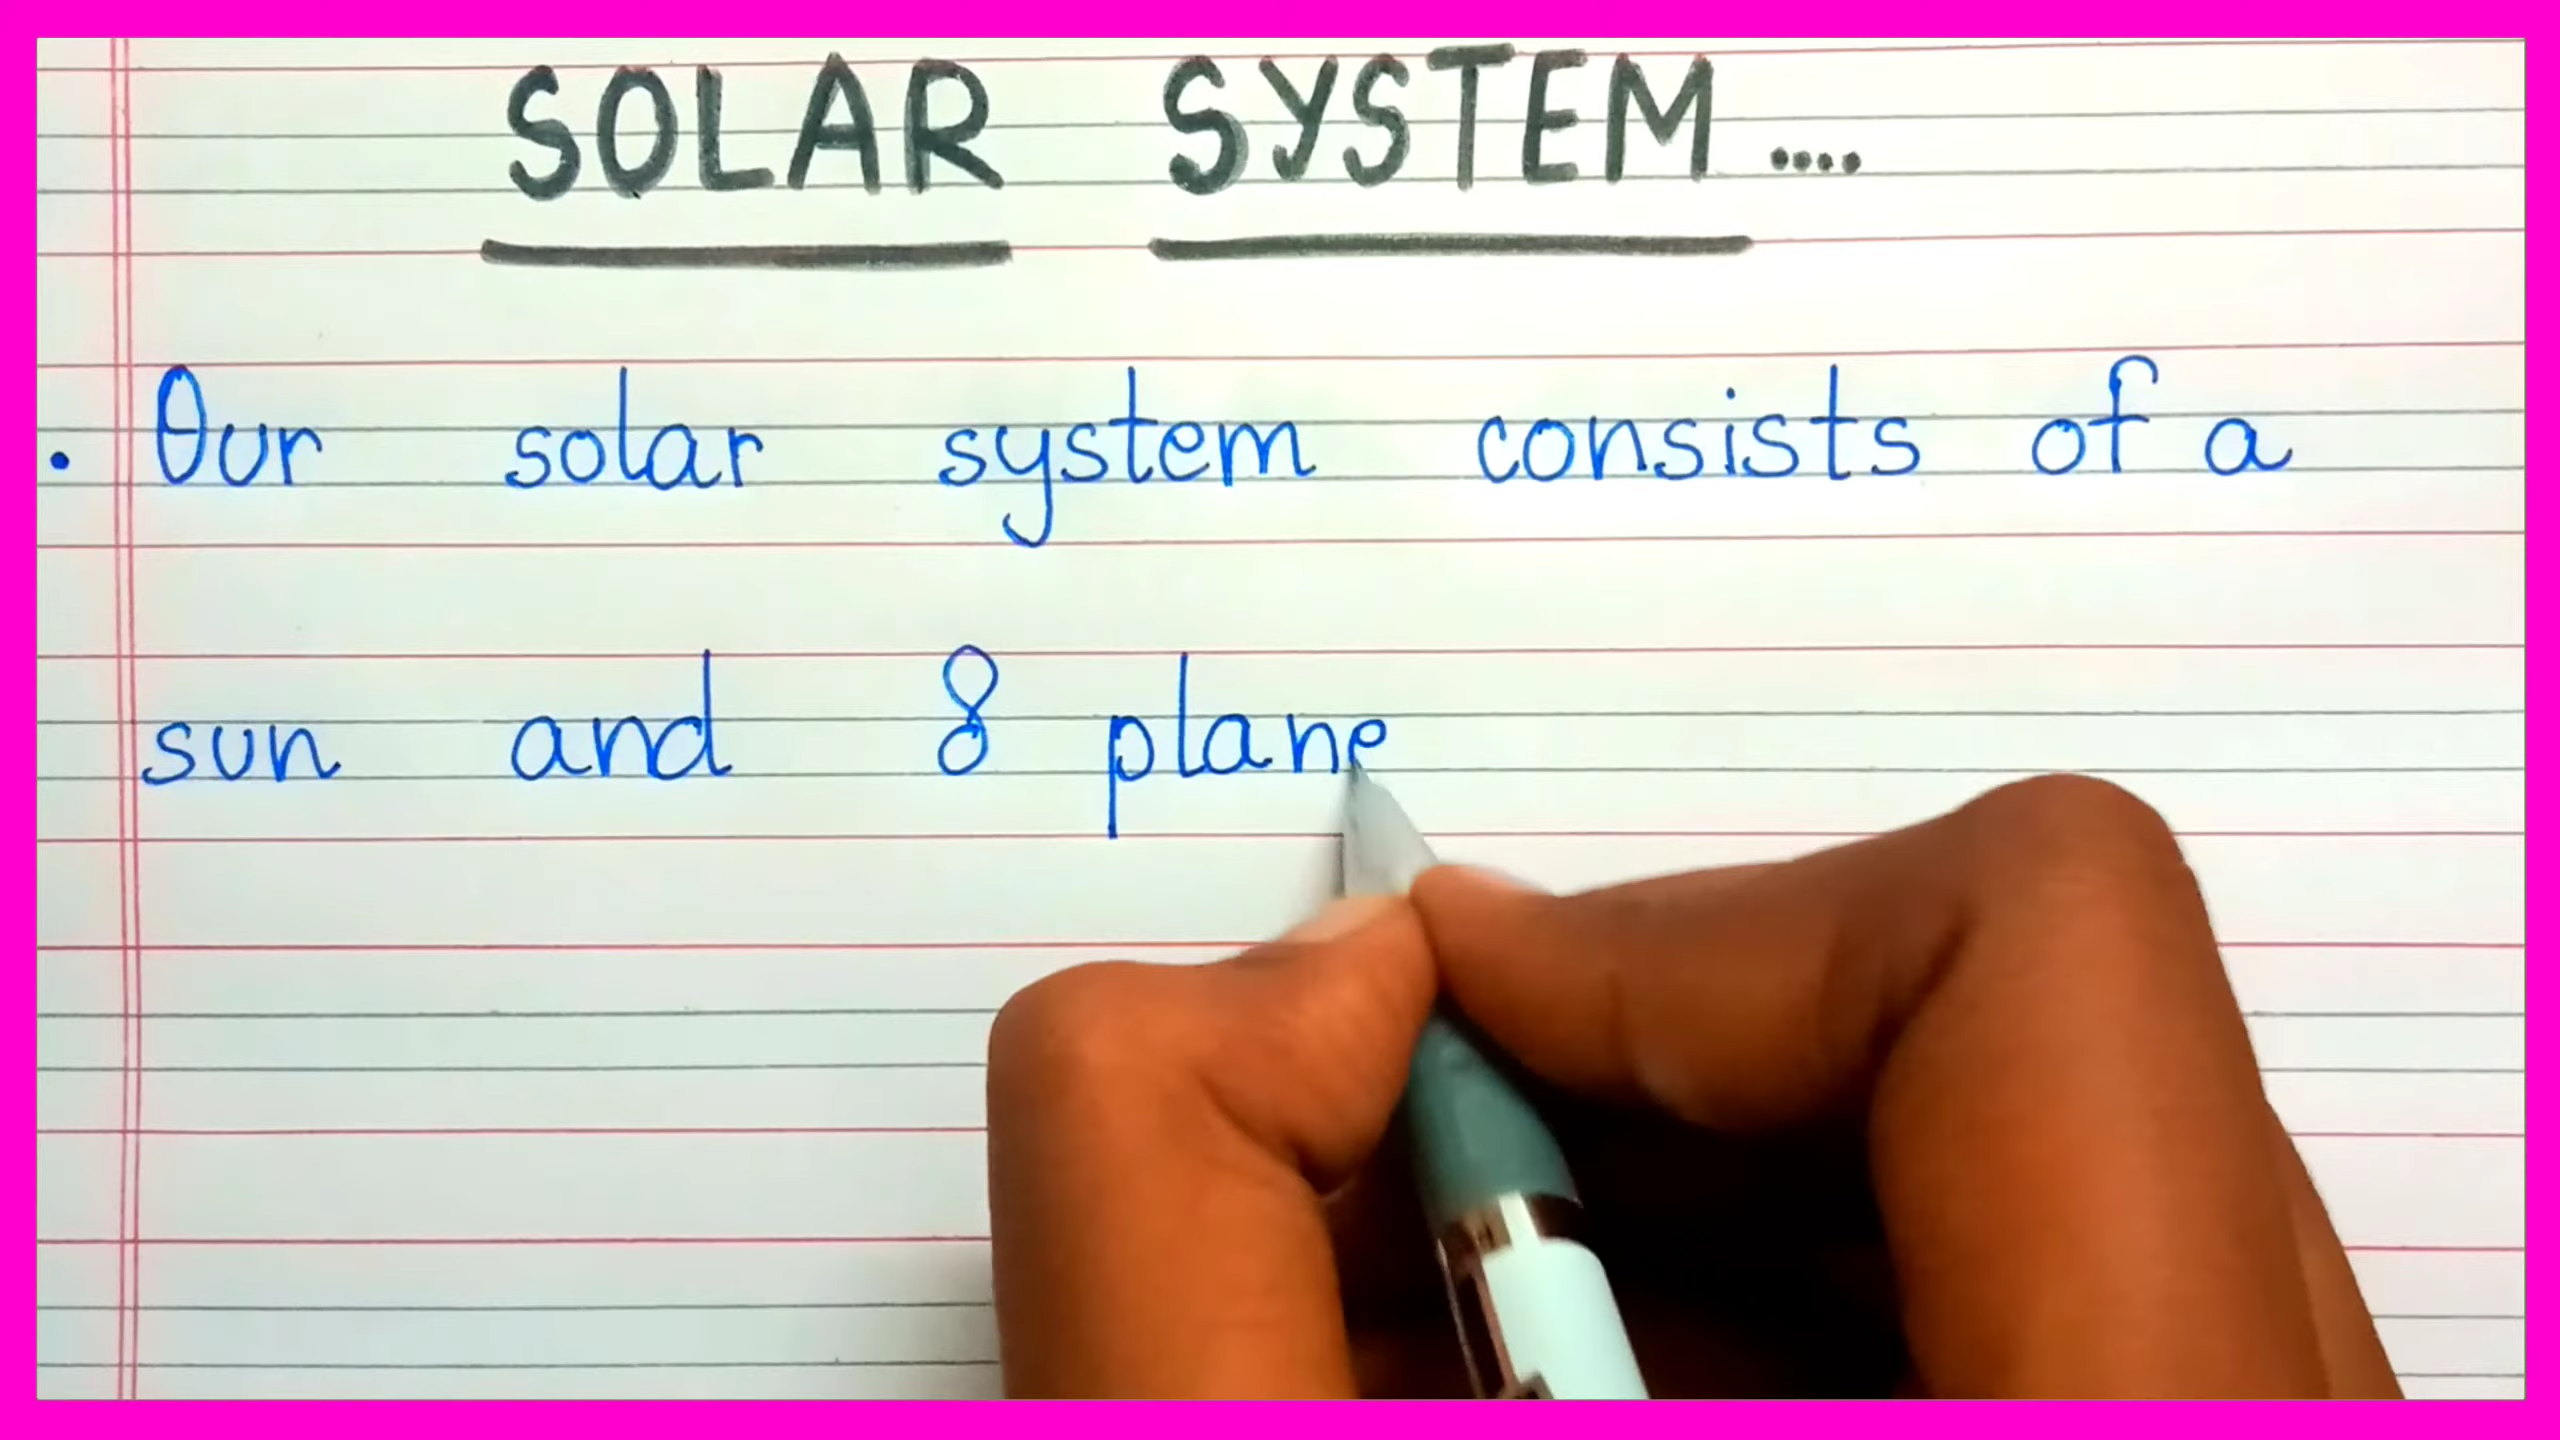 SOLAR SYSTEM....
• Our solar system consists of a
sun and 8 plane